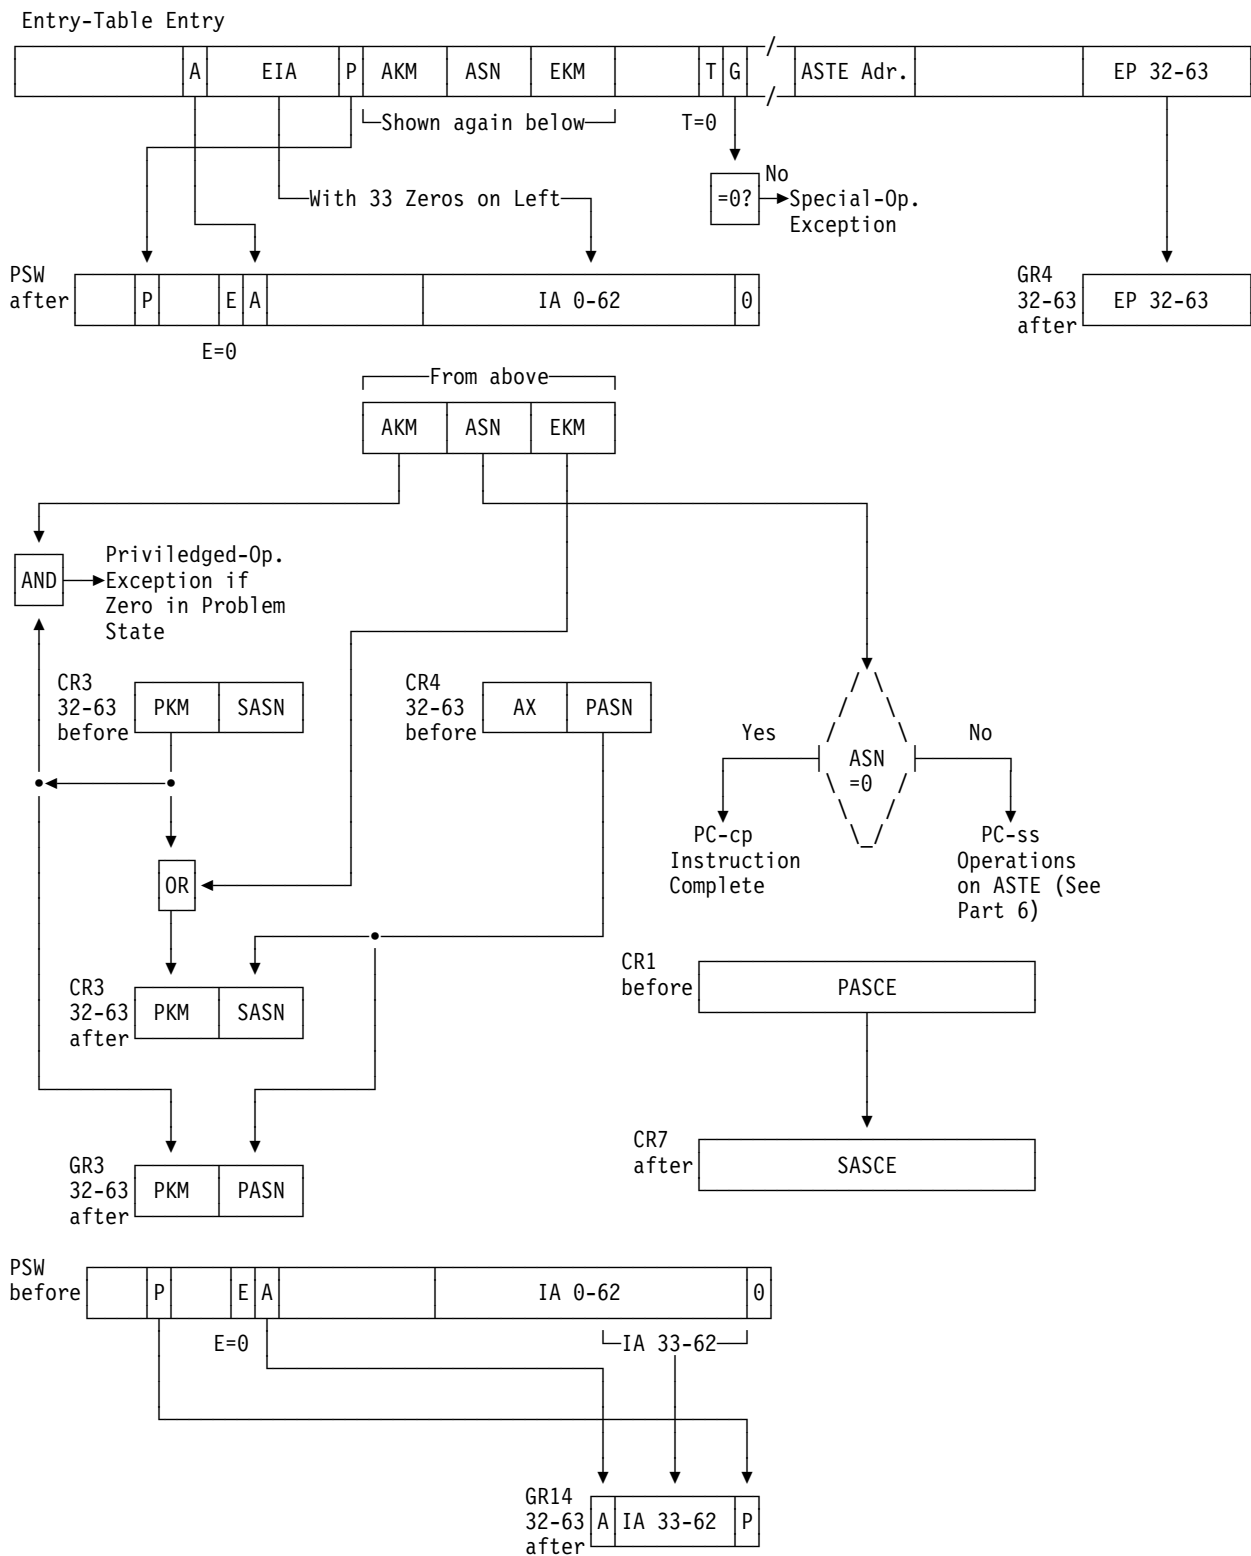 Entry-Table Entry
A EIA P AKM ASN EKM T G / / ASTE Adr. EP 32-63
Shown again below
T=0
With 33 Zeros on Left
=0?
No
Special-Op.
Exception
PSW
after
P E A IA 0-62 0
E=0
GR4
32-63
after
EP 32-63
From above
AKM ASN EKM
AND
Priviledged-Op.
Exception if
Zero in Problem
State
CR3
32-63
before
PKM SASN
CR4
32-63
before
AX PASN
Yes
ASN
=0
No
PC-cp
Instruction
Complete
PC-ss
Operations
on ASTE (See
Part 6)
OR
CR3
32-63
after
PKM SASN
CR1
before
PASCE
GR3
32-63
after
PKM PASN
CR7
after
SASCE
PSW
before
P E A IA 0-62 0
E=0
IA 33-62
GR14
32-63
after
A IA 33-62 P